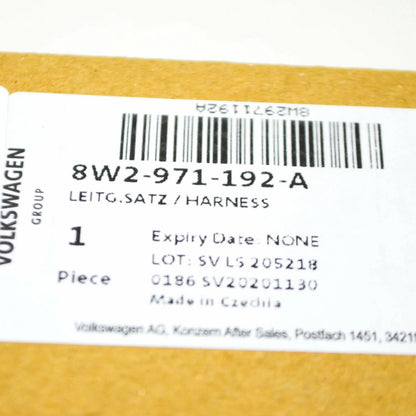 8W2971192A
8W2-971-192-A
LEITG.SATZ / HARNESS
1
Piece
Expiry Date: NONE
LOT: SV LS 205218
0186 SV20201130
Made in Czechia
Volkswagen AG, Konzern After Sales, Postfach 1451, 34219
VOLKSWAGEN
GROUP